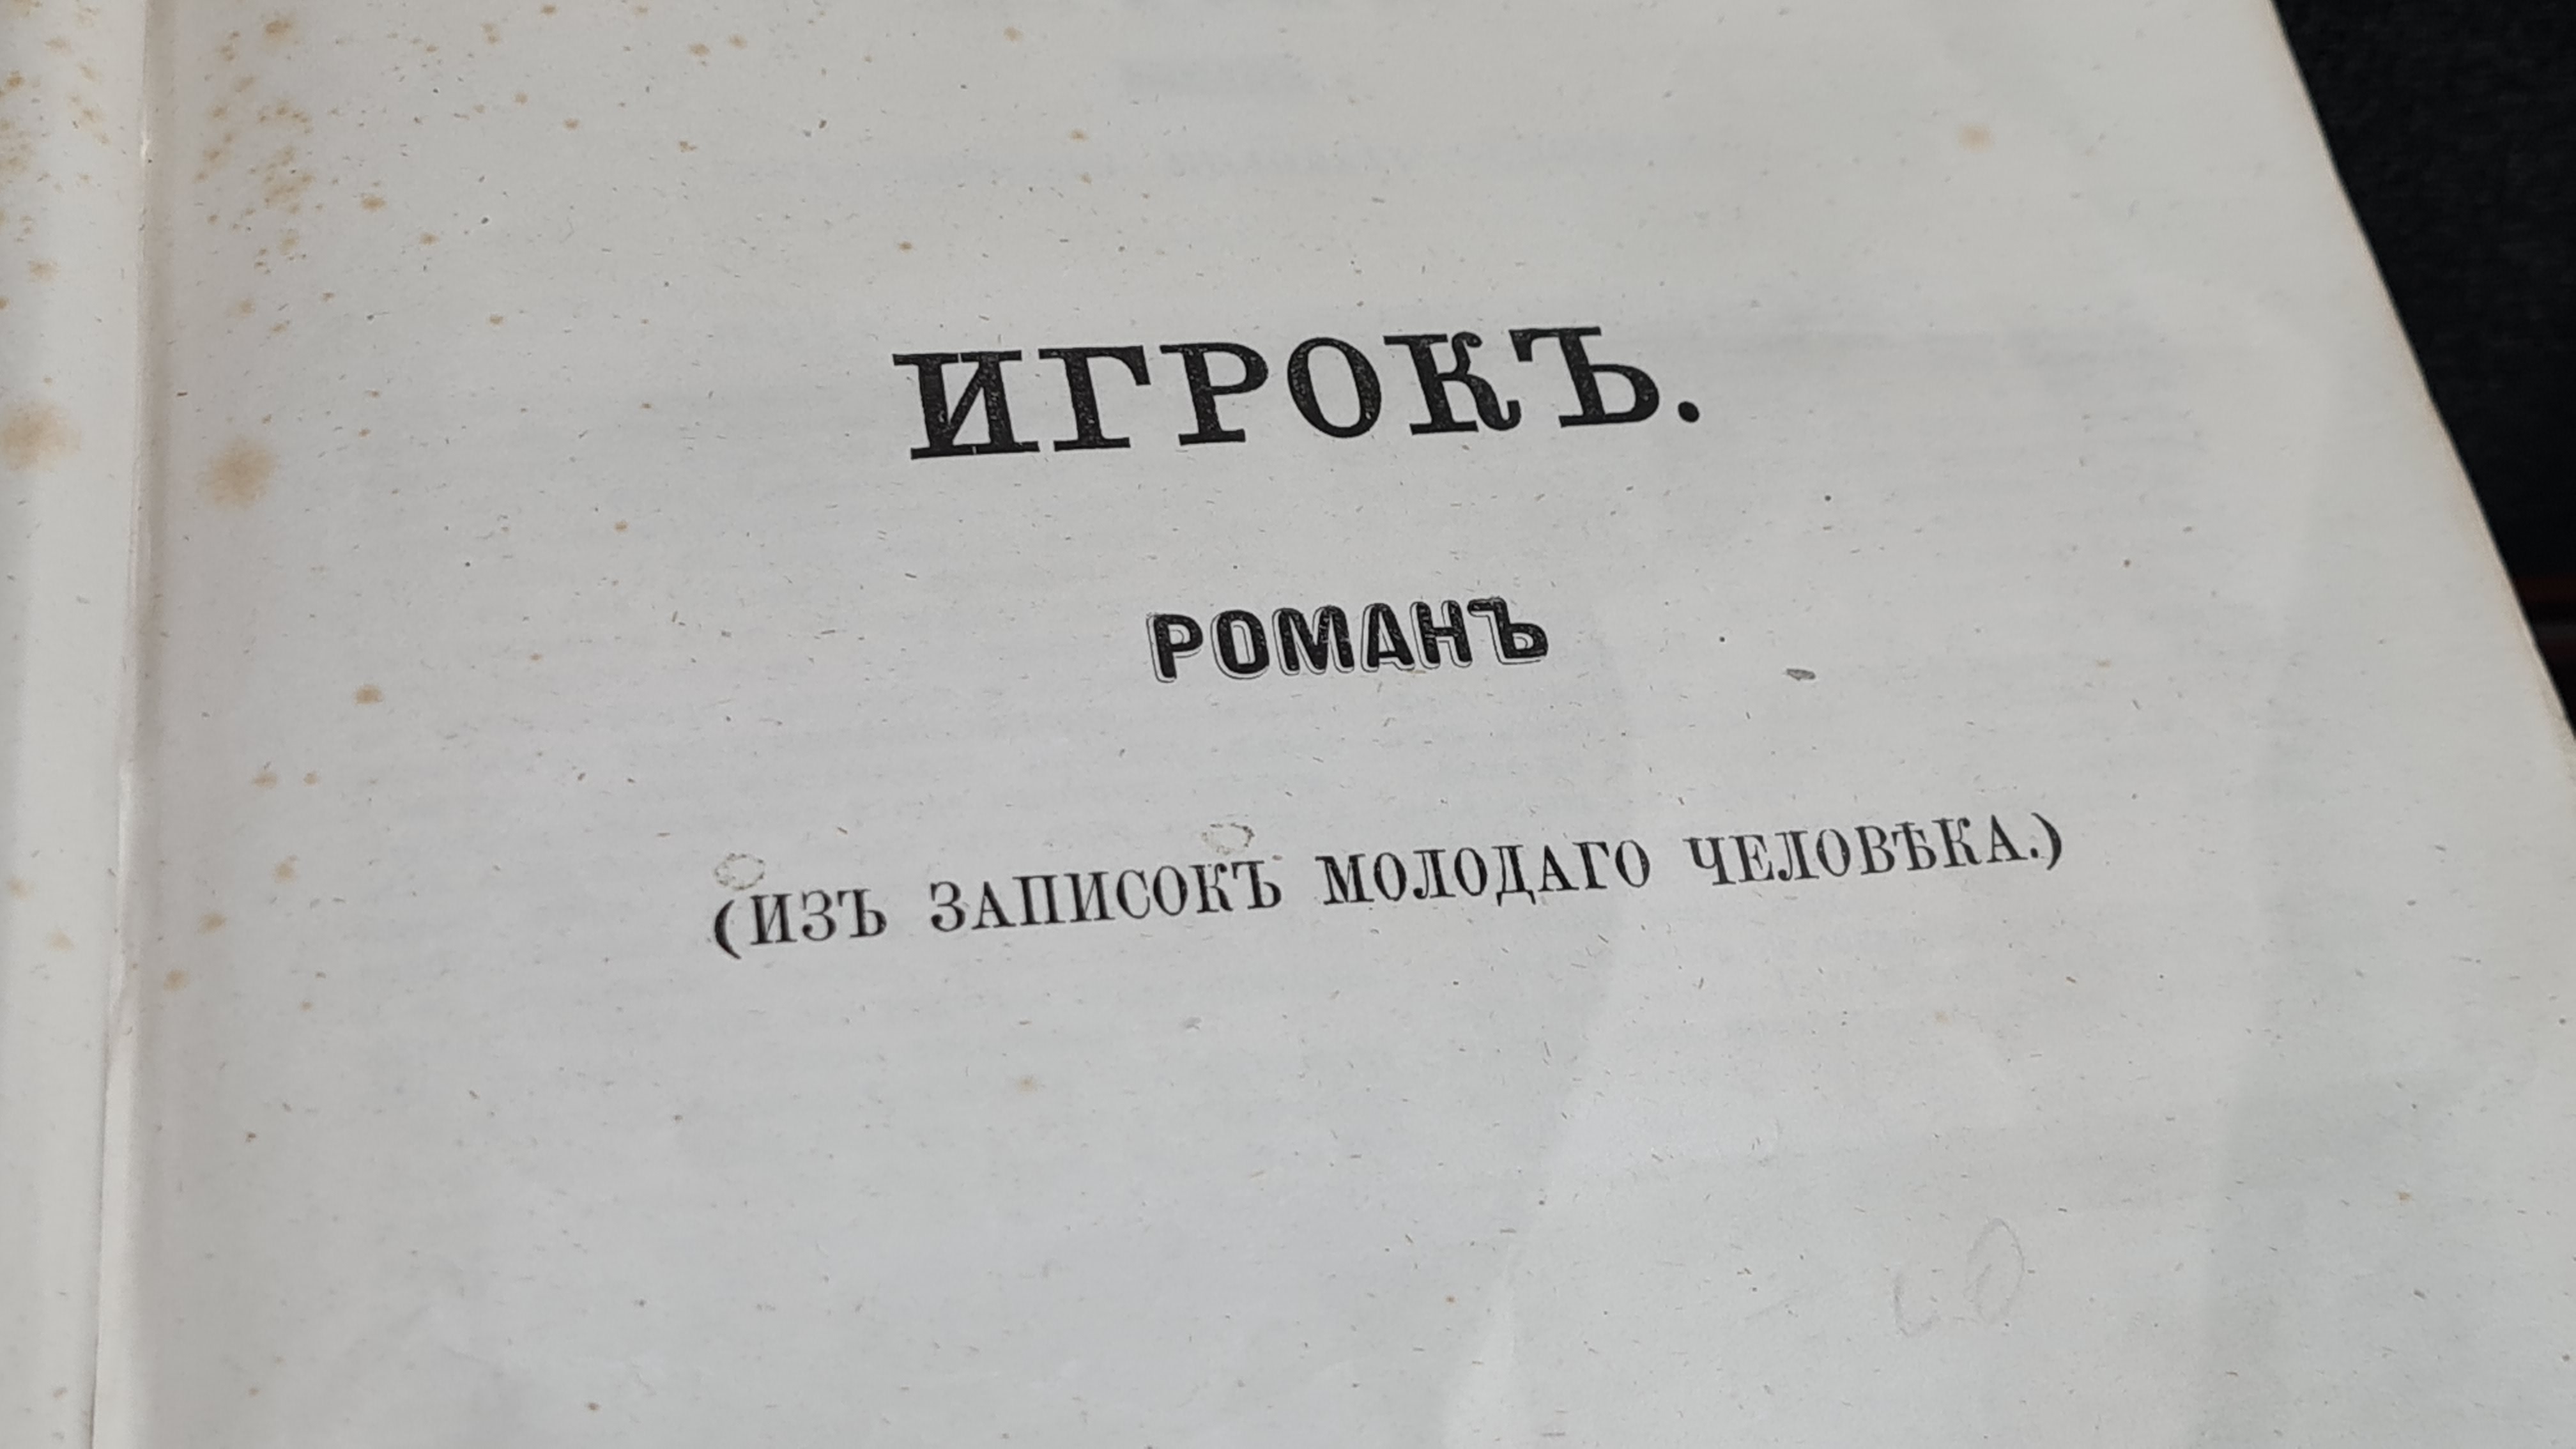 ИГРОКЪ.
РОМАНЪ
(ИЗЪ ЗАПИСОКЪ МОЛОДАГО ЧЕЛОВѢКА.)